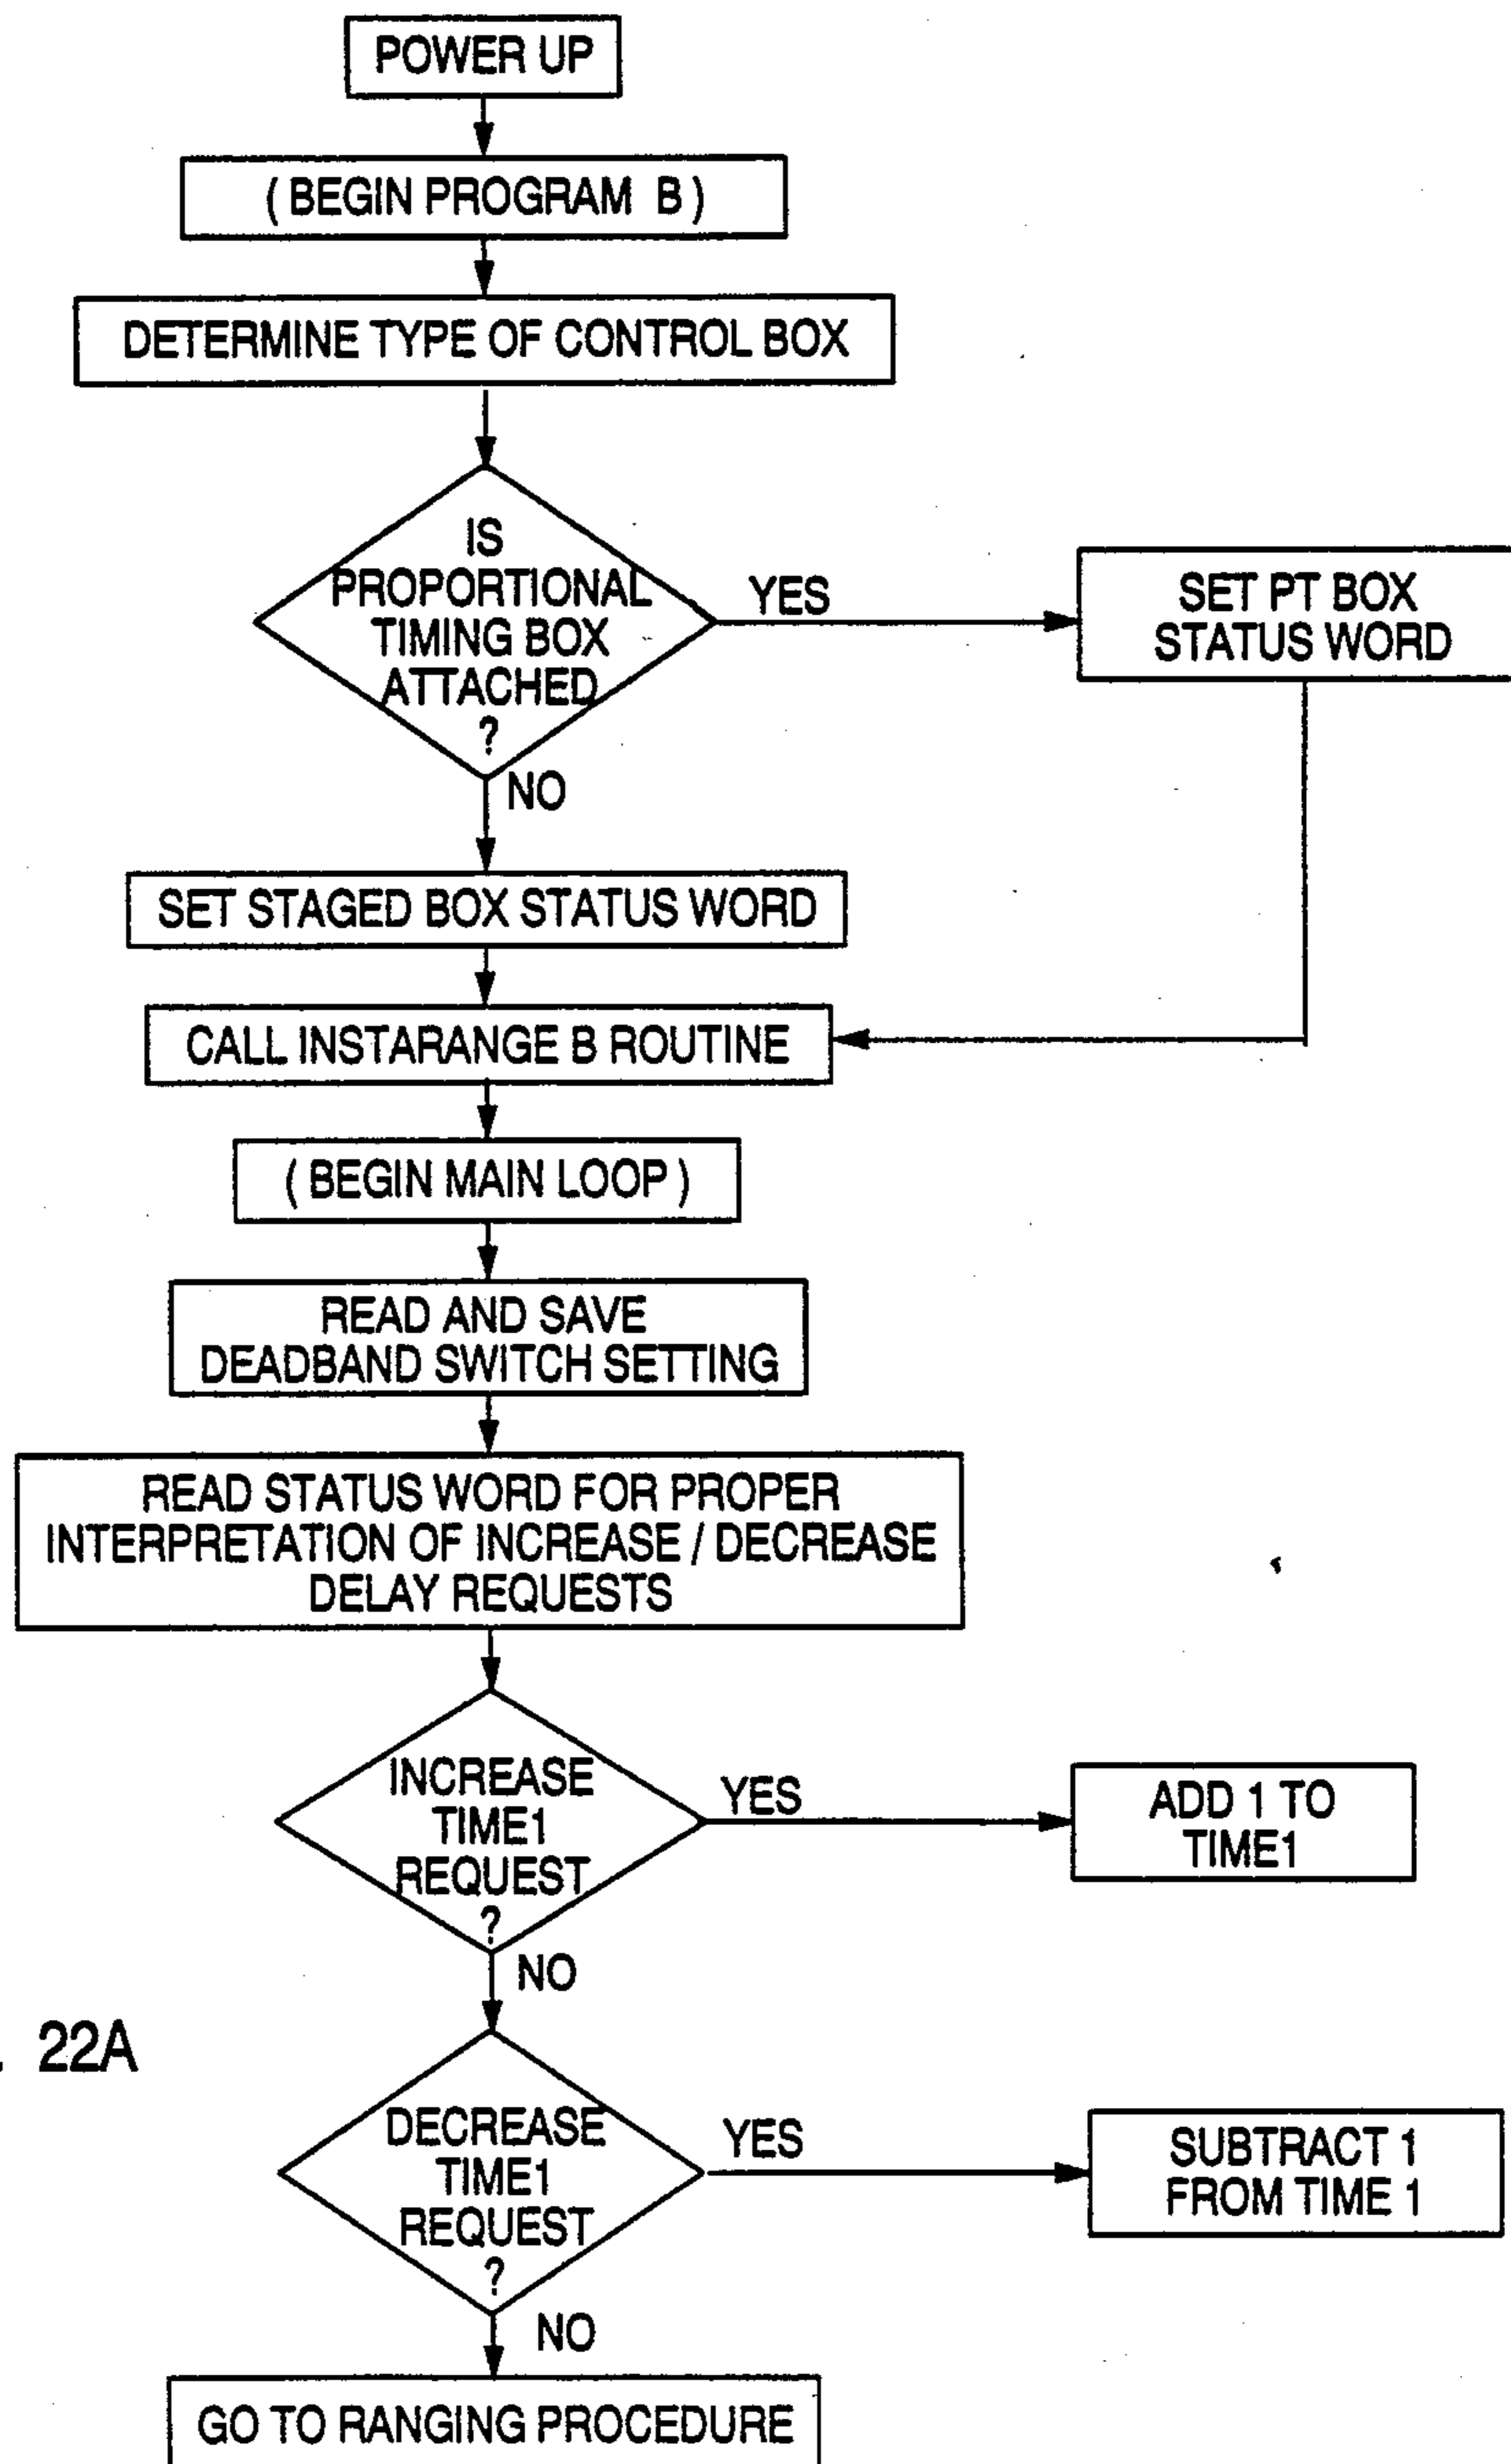 POWER UP
( BEGIN PROGRAM B )
DETERMINE TYPE OF CONTROL BOX
IS
PROPORTIONAL
TIMING BOX
ATTACHED
?
YES
SET PT BOX
STATUS WORD
NO
SET STAGED BOX STATUS WORD
CALL INSTARANGE B ROUTINE
( BEGIN MAIN LOOP )
READ AND SAVE
DEADBAND SWITCH SETTING
READ STATUS WORD FOR PROPER
INTERPRETATION OF INCREASE / DECREASE
DELAY REQUESTS
INCREASE
TIME1
REQUEST
?
YES
ADD 1 TO
TIME1
NO
22A
DECREASE
TIME1
REQUEST
?
YES
SUBTRACT 1
FROM TIME 1
NO
GO TO RANGING PROCEDURE